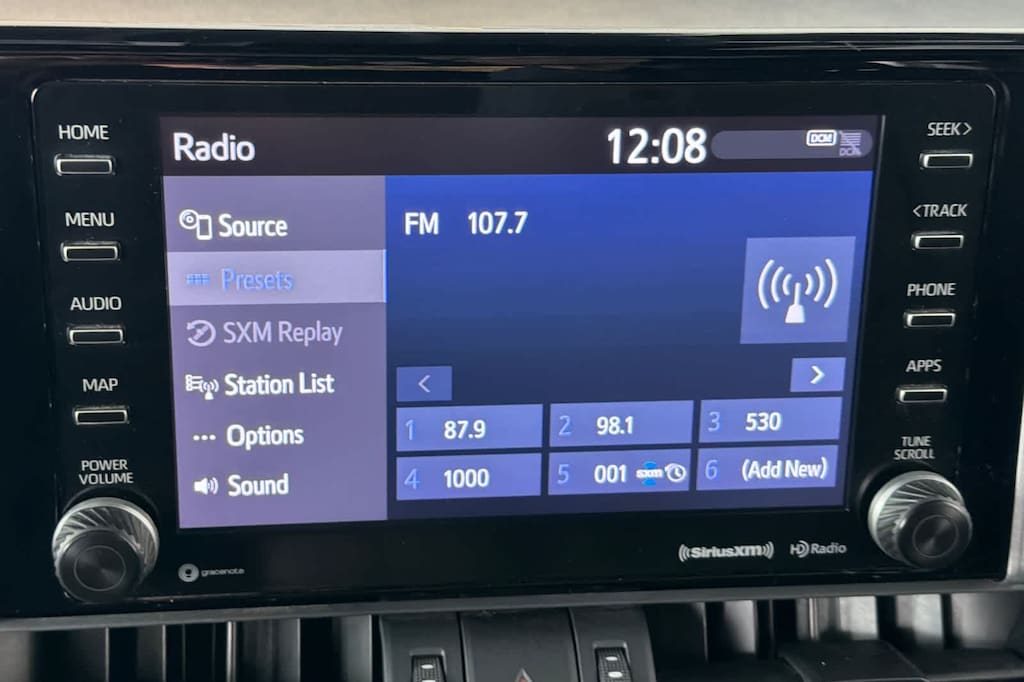 HOME
MENU
AUDIO
MAP
POWER
VOLUME
Radio
12:08
DCM
DCM
Source
Presets
SXM Replay
Station List
Options
Sound
FM 107.7
<
>
1 87.9
2 98.1
3 530
4 1000
5 001 sxm
6 (Add New)
SEEK>
<TRACK
PHONE
APPS
TUNE
SCROLL
gracenote
SiriusXM
HD Radio